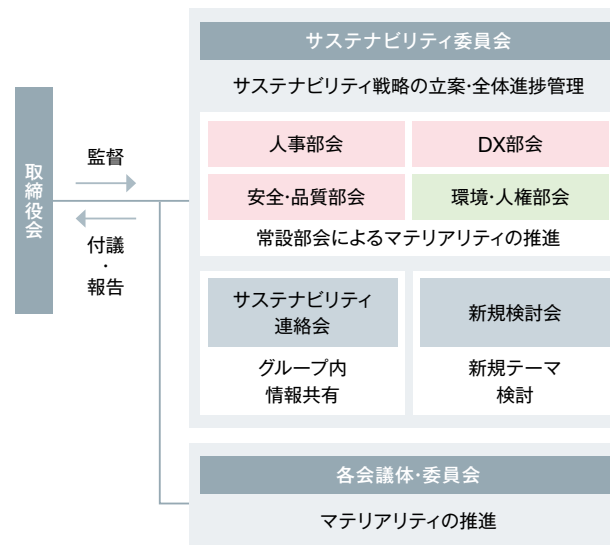 サステナビリティ委員会
サステナビリティ戦略の立案・全体進捗管理
取締役会
監督
付議
・
報告
人事部会
DX部会
安全・品質部会
環境・人権部会
常設部会によるマテリアリティの推進
サステナビリティ
連絡会
グループ内
情報共有
新規検討会
新規テーマ
検討
各会議体・委員会
マテリアリティの推進